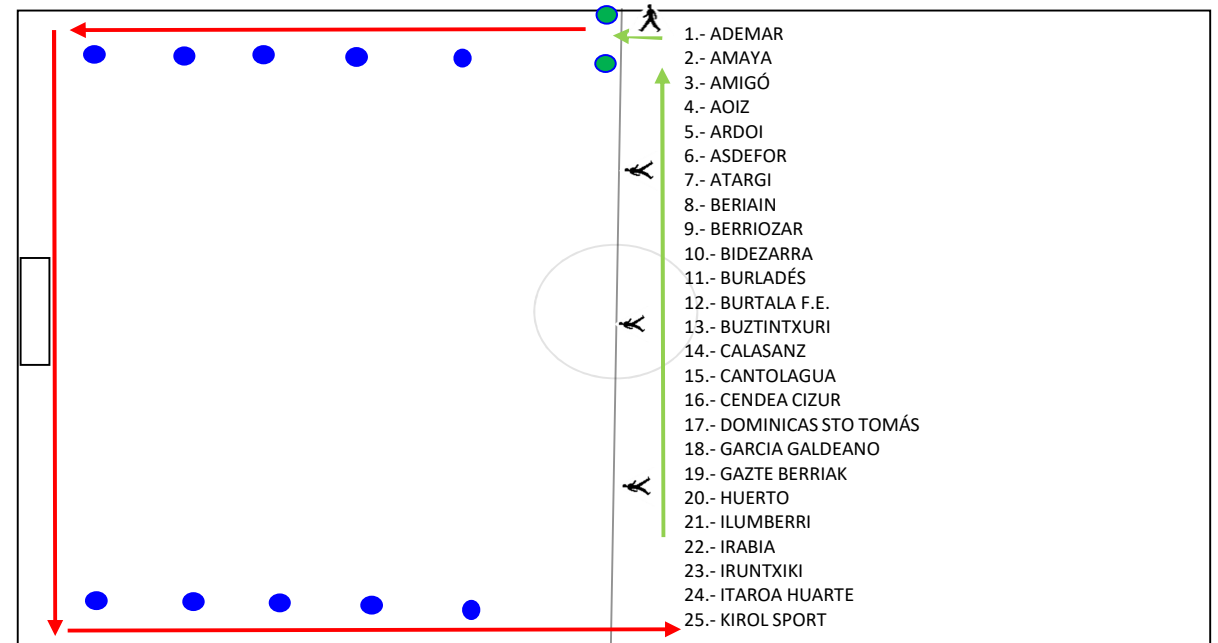 1.- ADEMAR
2.- AMAYA
3.- AMIGÓ
4.- AOIZ
5.- ARDOI
6.- ASDEFOR
7.- ATARGI
8.- BERIAIN
9.- BERRIOZAR
10.- BIDEZARRA
11.- BURLADÉS
12.- BURTALA F.E.
13.- BUZTINTXURI
14.- CALASANZ
15.- CANTOLAGUA
16.- CENDEA CIZUR
17.- DOMINICAS STO TOMÁS
18.- GARCIA GALDEANO
19.- GAZTE BERRIAK
20.- HUERTO
21.- ILUMBERRI
22.- IRABIA
23.- IRUNTXIKI
24.- ITAROA HUARTE
25.- KIROL SPORT